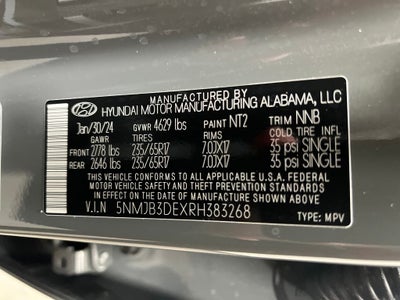 MANUFACTURED BY
HYUNDAI MOTOR MANUFACTURING ALABAMA, LLC
Jan/30/24 GVWR 4629 lbs PAINT NT2 TRIM NNB
GAWR TIRES RIMS COLD TIRE INFL
FRONT 2778 lbs 235/65R17 7.0JX17 35 psi SINGLE
REAR 2646 lbs 235/65R17 7.0JX17 35 psi SINGLE
THIS VEHICLE CONFORMS TO ALL APPLICABLE U.S.A. FEDERAL
MOTOR VEHICLE SAFETY, BUMPER, AND THEFT PREVENTION
STANDARDS IN EFFECT ON THE DATE OF MANUFACTURE SHOWN ABOVE.
V.I.N 5NMJB3DEXRH383268 TYPE: MPV